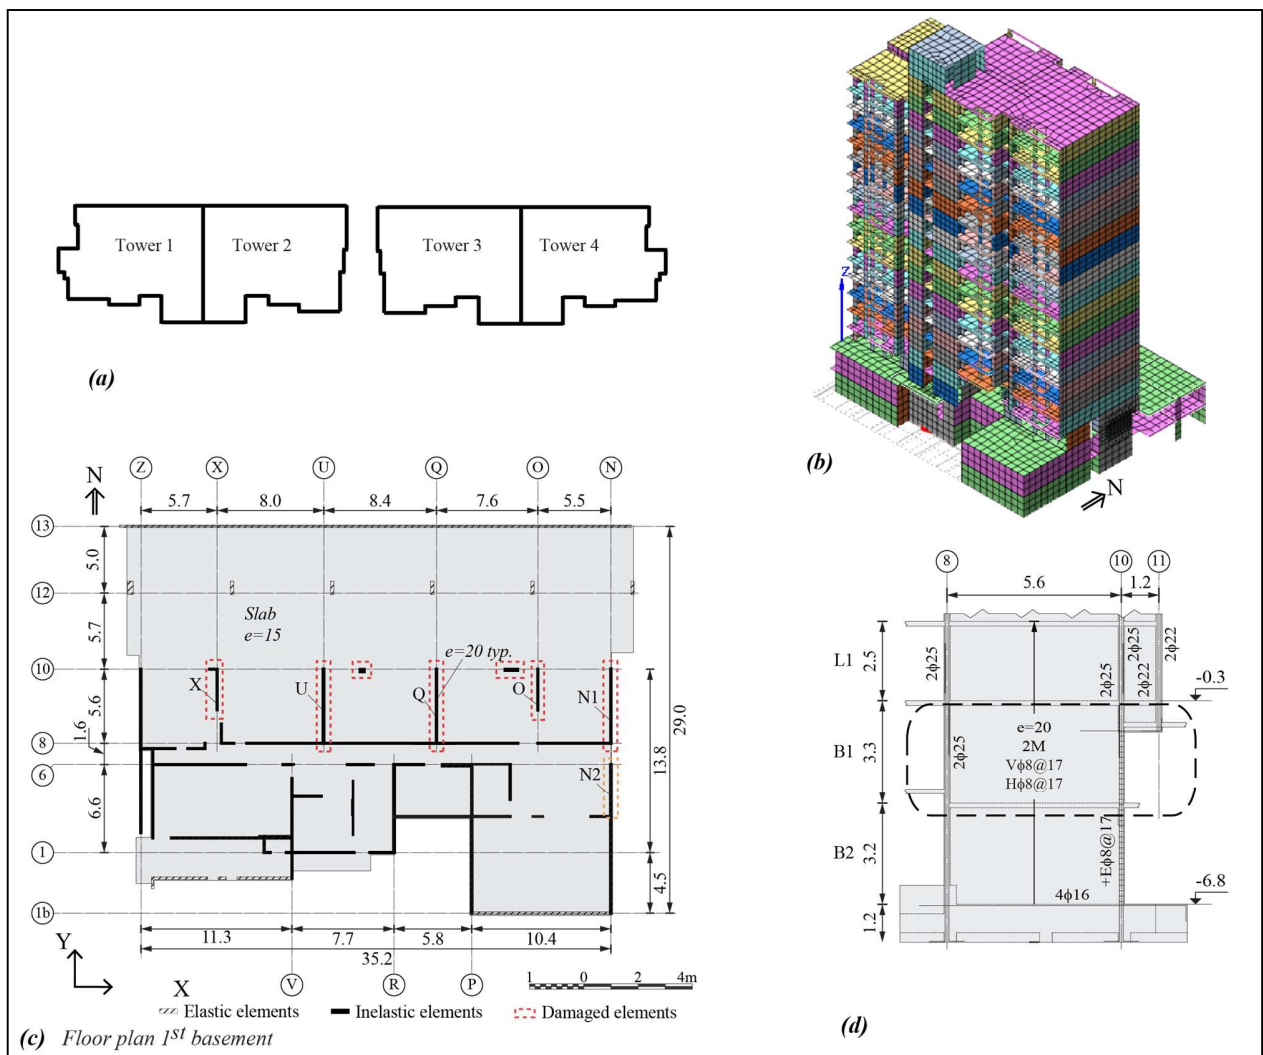 Tower 1
Tower 2
Tower 3
Tower 4
(a)
Z
N
(b)
N
Z
X
U
Q
O
N
5.7
8.0
8.4
7.6
5.5
13
5.0
12
5.7
Slab
e=15
e=20 typ.
10
X
U
Q
O
N1
5.6
29.0
8
1.6
13.8
6
N2
6.6
1
4.5
1b
11.3
7.7
5.8
10.4
35.2
Y
X
V
R
P
1 0 2 4m
Elastic elements
Inelastic elements
Damaged elements
(c) Floor plan 1st basement
8
10
11
5.6
1.2
L1
2.5
2ϕ25
2ϕ25
2ϕ25
2ϕ22
2ϕ22
-0.3
B1
3.3
2ϕ25
e=20
2M
Vϕ8@17
Hϕ8@17
B2
3.2
+Eϕ8@17
4ϕ16
-6.8
1.2
(d)